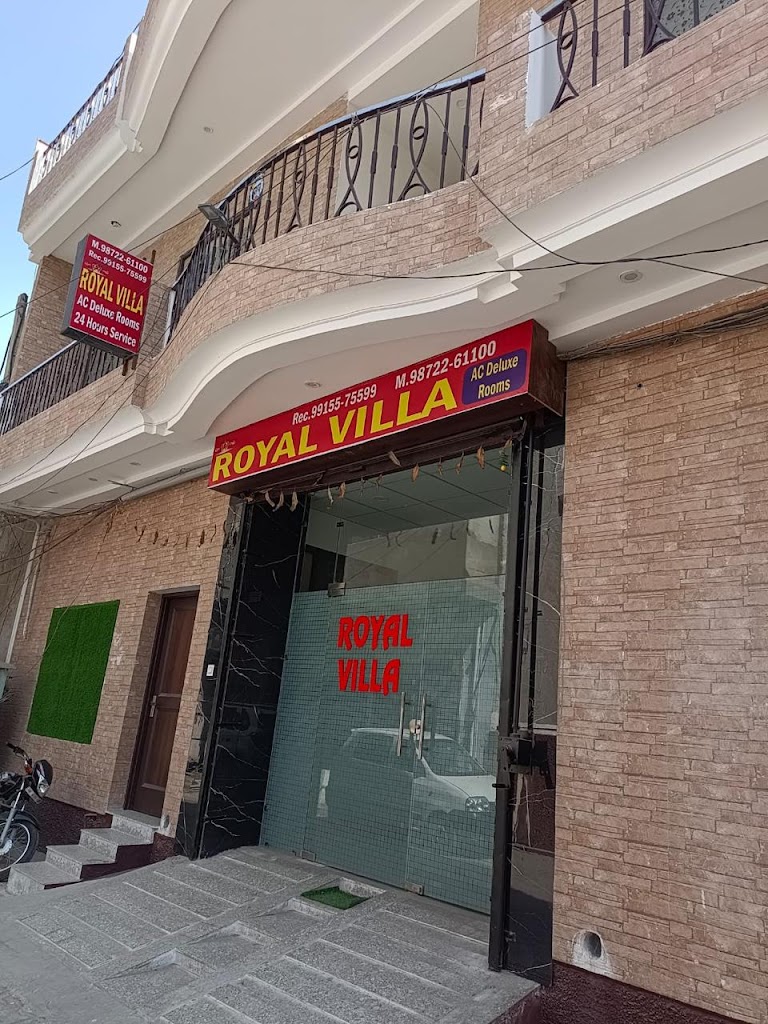 M.98722-61100
Rec.99155-75599
ROYAL VILLA
AC Deluxe Rooms
24 Hours Service
Rec.99155-75599 M.98722-61100
ROYAL VILLA
AC Deluxe
Rooms
ROYAL
VILLA